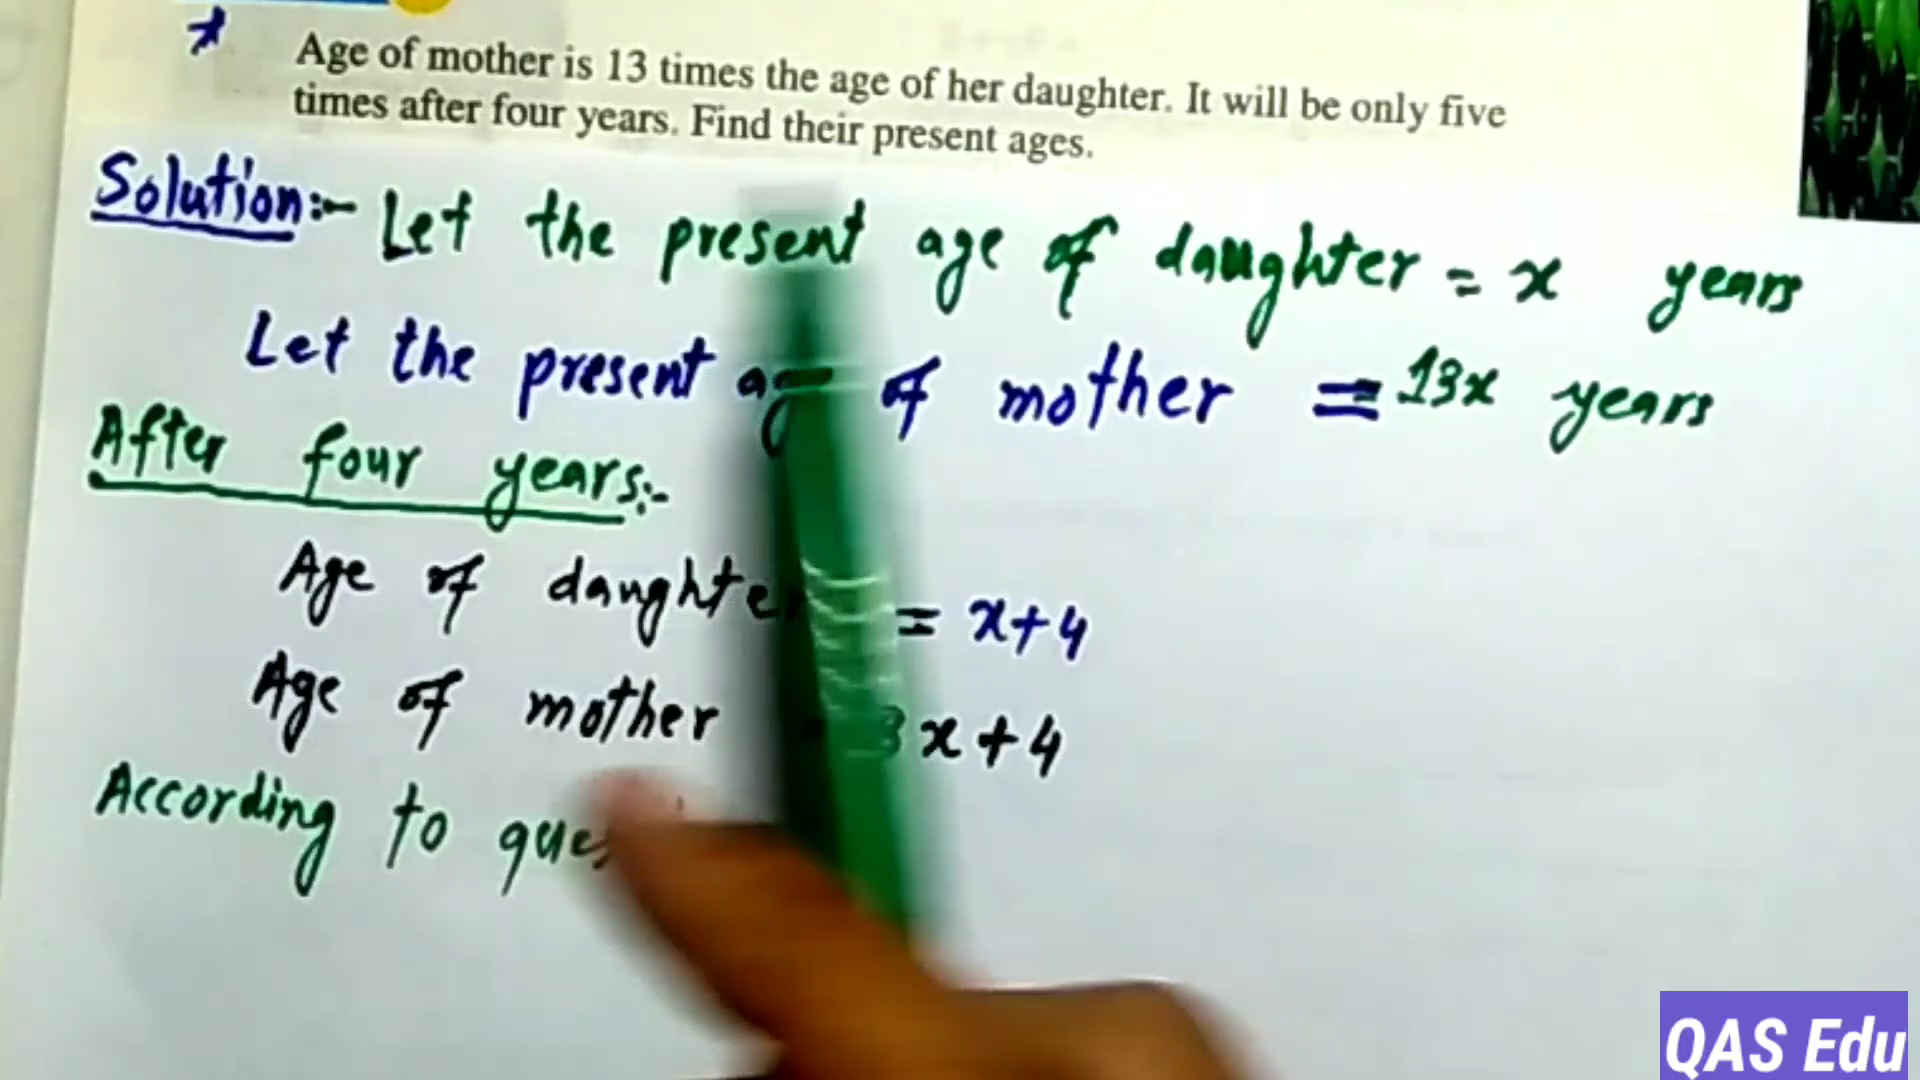 Age of mother is 13 times the age of her daughter. It will be only five
times after four years. Find their present ages.
Solution:- Let the present age of daughter = x years
Let the present age of mother = 13x years
After four years:-
Age of daughter = x+4
Age of mother 3x+4
According to
QAS Edu